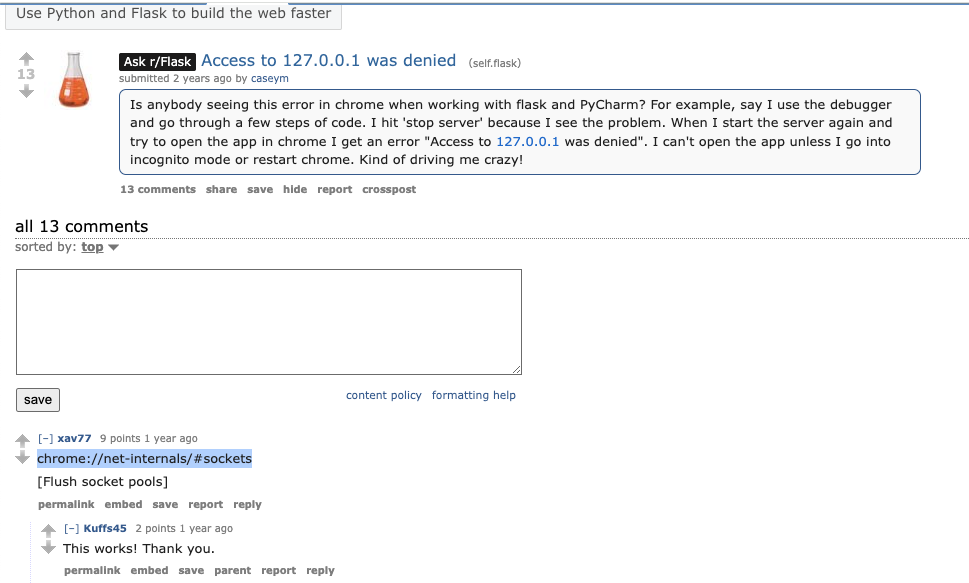 Use Python and Flask to build the web faster
13
Ask r/Flask Access to 127.0.0.1 was denied (self.flask)
submitted 2 years ago by caseym
Is anybody seeing this error in chrome when working with flask and PyCharm? For example, say I use the debugger
and go through a few steps of code. I hit 'stop server' because I see the problem. When I start the server again and
try to open the app in chrome I get an error "Access to 127.0.0.1 was denied". I can't open the app unless I go into
incognito mode or restart chrome. Kind of driving me crazy!
13 comments share save hide report crosspost
all 13 comments
sorted by: top
save
content policy formatting help
[–] xav77 9 points 1 year ago
chrome://net-internals/#sockets
[Flush socket pools]
permalink embed save report reply
[–] Kuffs45 2 points 1 year ago
This works! Thank you.
permalink embed save parent report reply